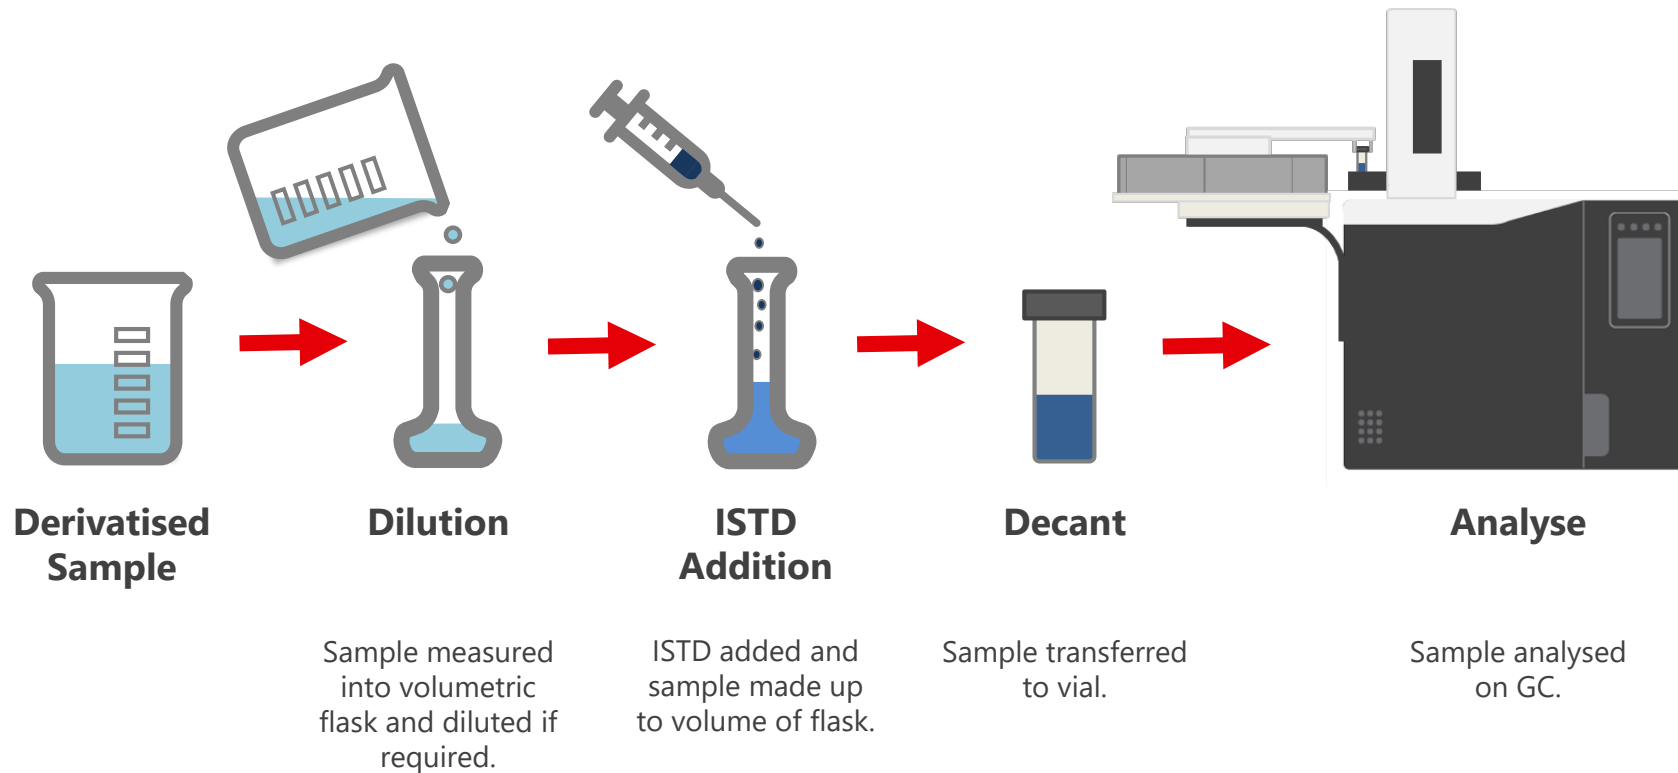 Derivatised
Sample
Dilution
Sample measured
into volumetric
flask and diluted if
required.
ISTD
Addition
ISTD added and
sample made up
to volume of flask.
Decant
Sample transferred
to vial.
Analyse
Sample analysed
on GC.